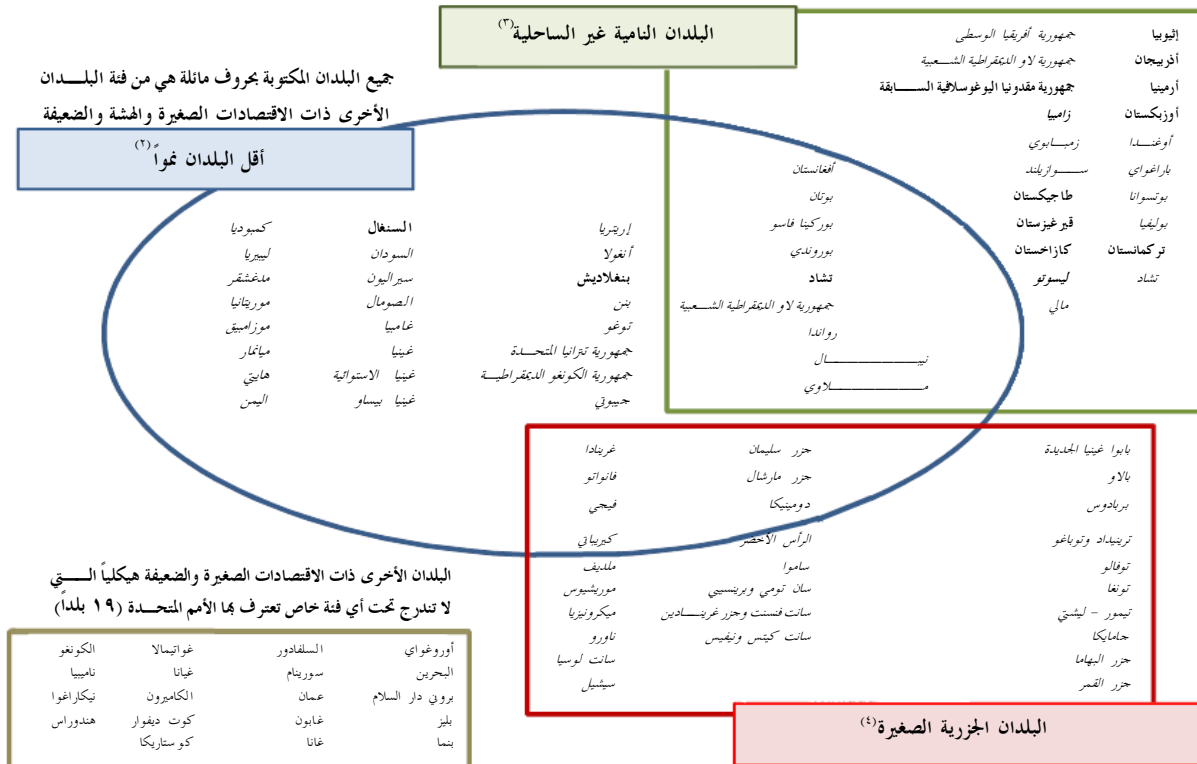 البلدان النامية غير الساحلية(٣)
إثيوبيا جمهورية أفريقيا الوسطى
أذربيجان جمهورية لاو الديمقراطية الشعبية
أرمينيا جمهورية مقدونيا اليوغوسلافية السابقة
أوزبكستان زامبيا
أوغندا زمبابوي
باراغواي سوازيلند
بوتسوانا طاجيكستان
بوليفيا قيرغيزستان
تركمانستان كازاخستان
تشاد ليسوتو
مالي
جميع البلدان المكتوبة بحروف مائلة هي من فئة البلدان
الأخرى ذات الاقتصادات الصغيرة والهشة والضعيفة
أقل البلدان نمواً(٢)
أفغانستان
بوتان
بوركينا فاسو
بوروندي
تشاد
جمهورية لاو الديمقراطية الشعبية
رواندا
نيبال
ملاوي
إريتريا السنغال كمبوديا
أنغولا السودان ليبيريا
بنغلاديش سيراليون مدغشقر
بنن الصومال موريتانيا
توغو غامبيا موزامبيق
جمهورية تنزانيا المتحدة غينيا ميانمار
جمهورية الكونغو الديمقراطية غينيا الاستوائية هايتي
جيبوتي غينيا بيساو اليمن
بابوا غينيا الجديدة جزر سليمان غرينادا
بالاو جزر مارشال فانواتو
بربادوس دومينيكا فيجي
ترينيداد وتوباغو الرأس الأخضر كيريباتي
توفالو ساموا ملديف
تونغا سان تومي وبرينسيبي موريشيوس
تيمور - ليشتي سانت فنسنت وجزر غرينادين ميكرونيزيا
جامايكا سانت كيتس ونيفيس ناورو
جزر البهاما سانت لوسيا
جزر القمر سيشيل
البلدان الجزرية الصغيرة(٤)
البلدان الأخرى ذات الاقتصادات الصغيرة والضعيفة هيكلياً التي
لا تندرج تحت أي فئة خاص تعترف بها الأمم المتحدة (١٩ بلداً)
أوروغواي السلفادور غواتيمالا الكونغو
البحرين سورينام غيانا ناميبيا
بروني دار السلام عمان الكاميرون نيكاراغوا
بليز غابون كوت ديفوار هندوراس
بنما غانا كوستاريكا